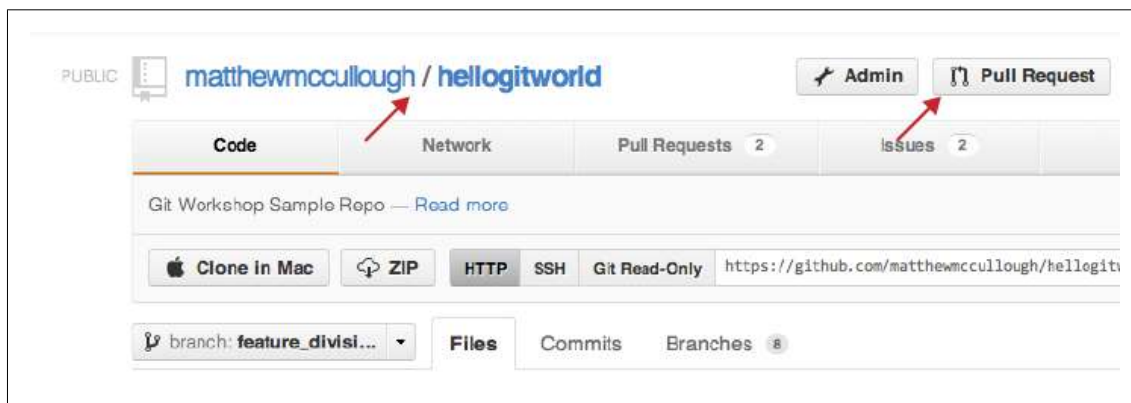 PUBLIC matthewmccullough / hellogitworld Admin Pull Request
Code Network Pull Requests 2 Issues 2
Git Workshop Sample Repo — Read more
Clone in Mac ZIP HTTP SSH Git Read-Only https://github.com/matthewmccullough/hellogitw
branch: feature_divisi... Files Commits Branches 8